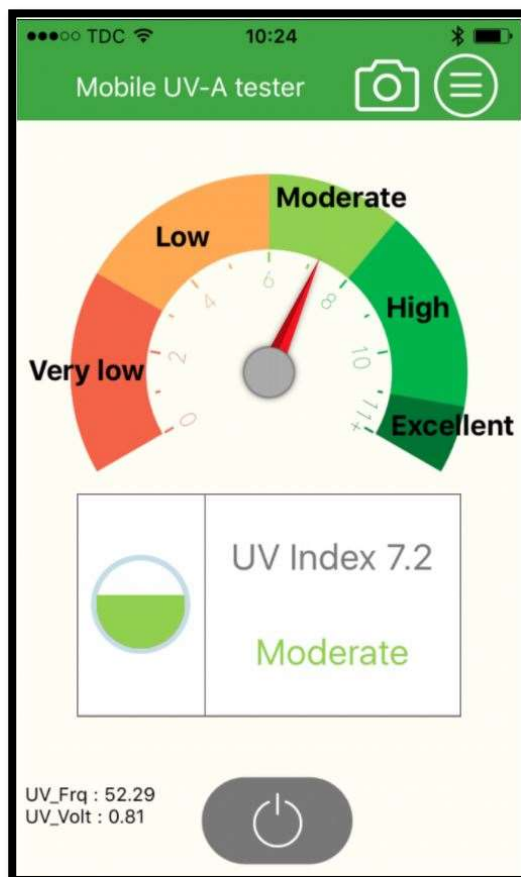 TDC 10:24
Mobile UV-A tester
Moderate
Low
High
Very low
Excellent
0
2
4
6
8
10
11+
UV Index 7.2
Moderate
UV_Frq : 52.29
UV_Volt : 0.81